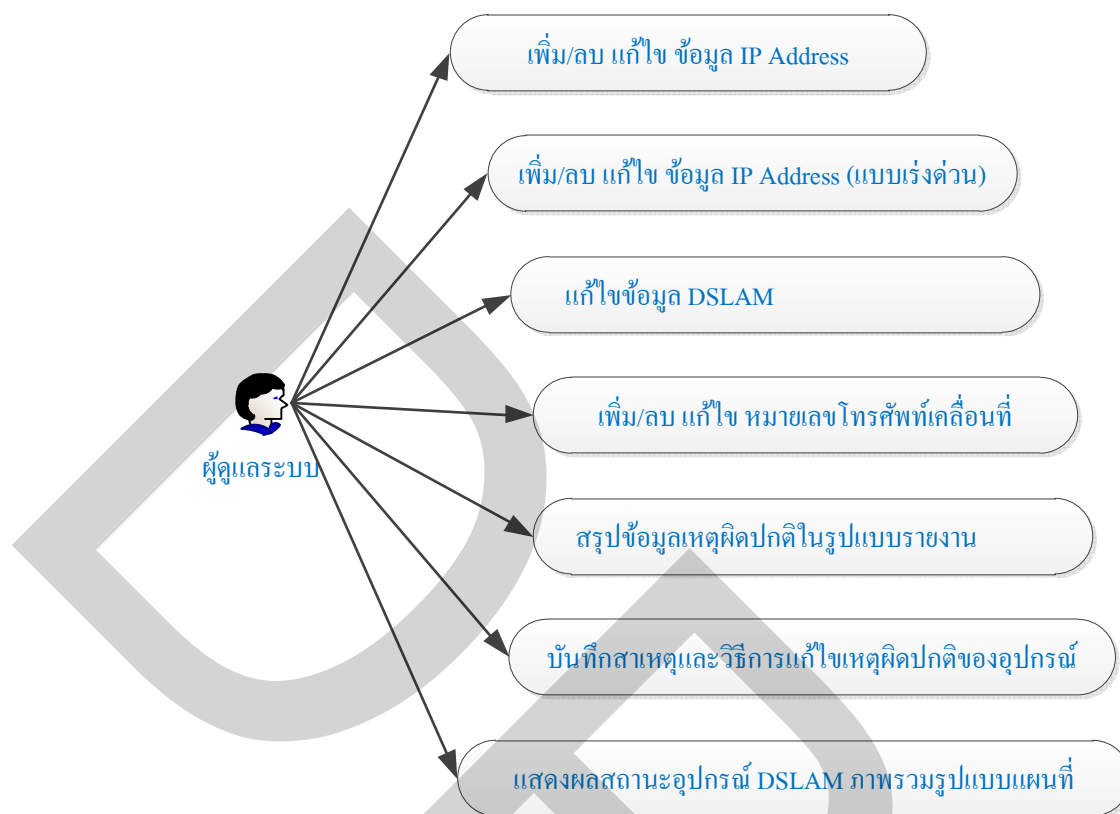 เพิ่ม/ลบ แก้ไข ข้อมูล IP Address
เพิ่ม/ลบ แก้ไข ข้อมูล IP Address (แบบเร่งด่วน)
แก้ไขข้อมูล DSLAM
เพิ่ม/ลบ แก้ไข หมายเลขโทรศัพท์เคลื่อนที่
ผู้ดูแลระบบ
สรุปข้อมูลเหตุผิดปกติในรูปแบบรายงาน
บันทึกสาเหตุและวิธีการแก้ไขเหตุผิดปกติของอุปกรณ์
แสดงผลสถานะอุปกรณ์ DSLAM ภาพรวมรูปแบบแผนที่